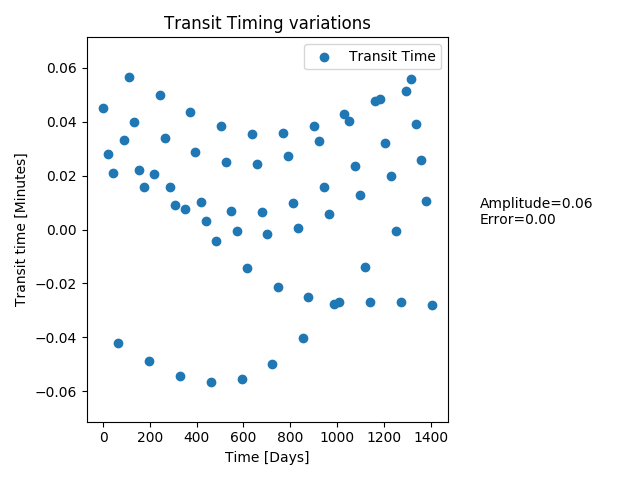 Transit Timing variations
Transit Time
0.06
0.04
0.02
0.00
−0.02
−0.04
−0.06
Transit time [Minutes]
0 200 400 600 800 1000 1200 1400
Time [Days]
Amplitude=0.06
Error=0.00